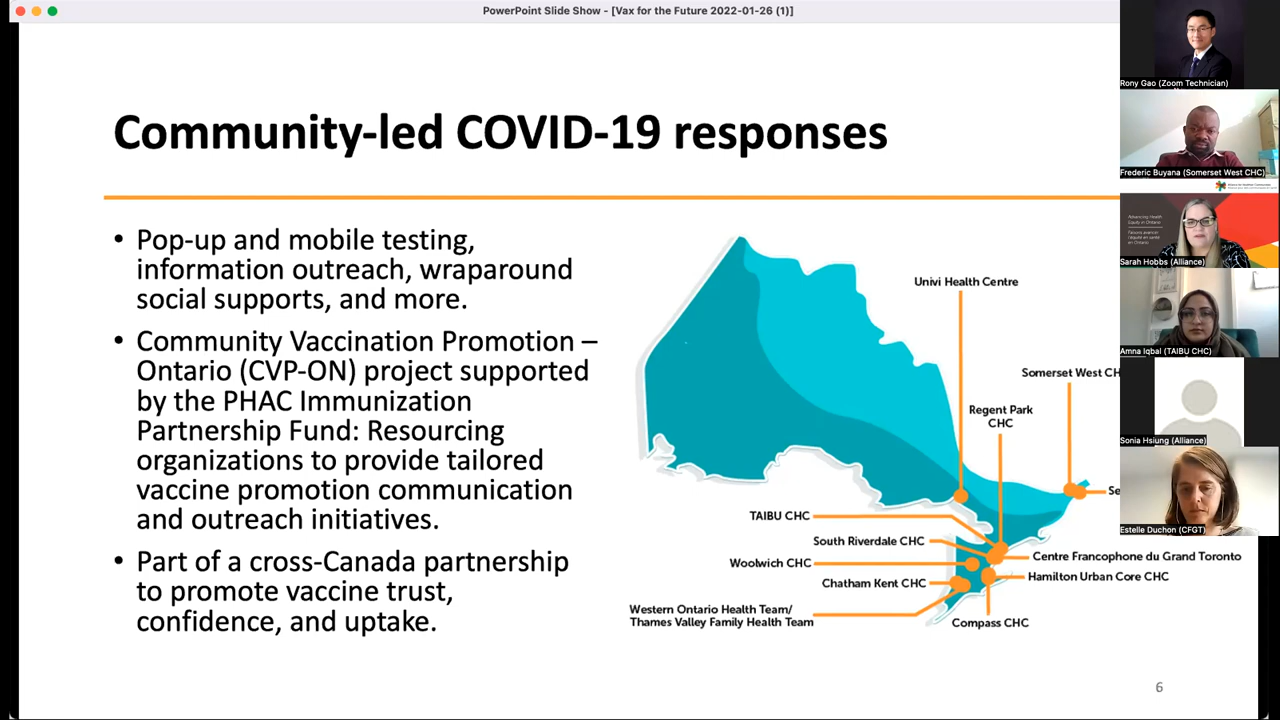 PowerPoint Slide Show - [Vax for the Future 2022-01-26 (1)]
Community-led COVID-19 responses
• Pop-up and mobile testing,
information outreach, wraparound
social supports, and more.
• Community Vaccination Promotion –
Ontario (CVP-ON) project supported
by the PHAC Immunization
Partnership Fund: Resourcing
organizations to provide tailored
vaccine promotion communication
and outreach initiatives.
• Part of a cross-Canada partnership
to promote vaccine trust,
confidence, and uptake.
Univi Health Centre
Somerset West CH
Regent Park
CHC
Se
TAIBU CHC
South Riverdale CHC
Woolwich CHC
Chatham Kent CHC
Western Ontario Health Team/
Thames Valley Family Health Team
Centre Francophone du Grand Toronto
Hamilton Urban Core CHC
Compass CHC
6
Rony Gao (Zoom Technician)
Frederic Buyana (Somerset West CHC)
Advancing Health
Equity in Ontario
Sarah Hobbs (Alliance)
Amna Iqbal (TAIBU CHC)
Sonia Hsiung (Alliance)
Estelle Duchon (CFGT)